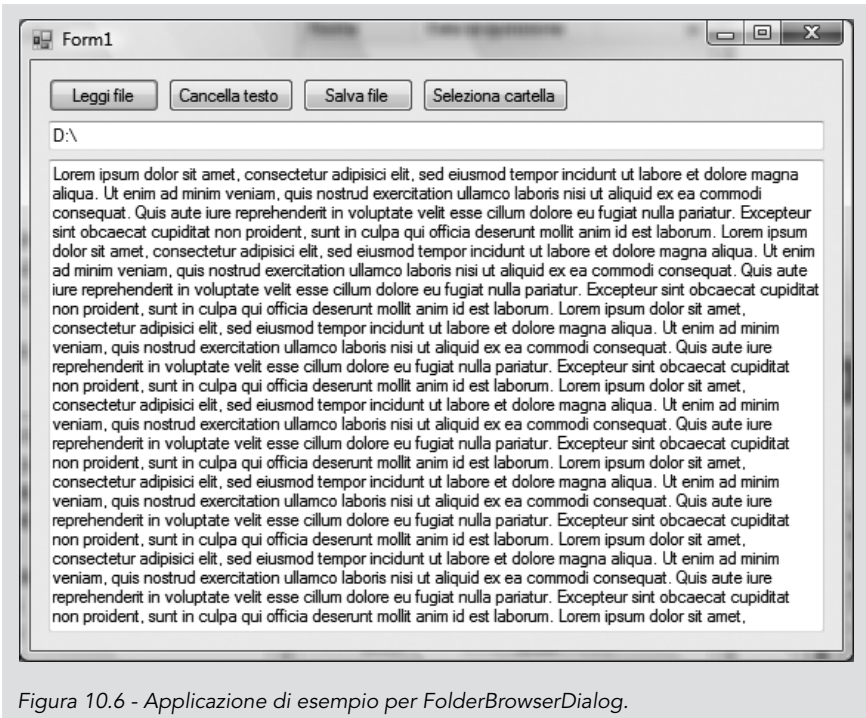 Form1
Leggi file Cancella testo Salva file Seleziona cartella
D:\
Lorem ipsum dolor sit amet, consectetur adipisici elit, sed eiusmod tempor incidunt ut labore et dolore magna
aliqua. Ut enim ad minim veniam, quis nostrud exercitation ullamco laboris nisi ut aliquid ex ea commodi
consequat. Quis aute iure reprehenderit in voluptate velit esse cillum dolore eu fugiat nulla pariatur. Excepteur
sint obcaecat cupiditat non proident, sunt in culpa qui officia deserunt mollit anim id est laborum. Lorem ipsum
dolor sit amet, consectetur adipisici elit, sed eiusmod tempor incidunt ut labore et dolore magna aliqua. Ut enim
ad minim veniam, quis nostrud exercitation ullamco laboris nisi ut aliquid ex ea commodi consequat. Quis aute
iure reprehenderit in voluptate velit esse cillum dolore eu fugiat nulla pariatur. Excepteur sint obcaecat cupiditat
non proident, sunt in culpa qui officia deserunt mollit anim id est laborum. Lorem ipsum dolor sit amet,
consectetur adipisici elit, sed eiusmod tempor incidunt ut labore et dolore magna aliqua. Ut enim ad minim
veniam, quis nostrud exercitation ullamco laboris nisi ut aliquid ex ea commodi consequat. Quis aute iure
reprehenderit in voluptate velit esse cillum dolore eu fugiat nulla pariatur. Excepteur sint obcaecat cupiditat
non proident, sunt in culpa qui officia deserunt mollit anim id est laborum. Lorem ipsum dolor sit amet,
consectetur adipisici elit, sed eiusmod tempor incidunt ut labore et dolore magna aliqua. Ut enim ad minim
veniam, quis nostrud exercitation ullamco laboris nisi ut aliquid ex ea commodi consequat. Quis aute iure
reprehenderit in voluptate velit esse cillum dolore eu fugiat nulla pariatur. Excepteur sint obcaecat cupiditat
non proident, sunt in culpa qui officia deserunt mollit anim id est laborum. Lorem ipsum dolor sit amet,
consectetur adipisici elit, sed eiusmod tempor incidunt ut labore et dolore magna aliqua. Ut enim ad minim
veniam, quis nostrud exercitation ullamco laboris nisi ut aliquid ex ea commodi consequat. Quis aute iure
reprehenderit in voluptate velit esse cillum dolore eu fugiat nulla pariatur. Excepteur sint obcaecat cupiditat
non proident, sunt in culpa qui officia deserunt mollit anim id est laborum. Lorem ipsum dolor sit amet,
consectetur adipisici elit, sed eiusmod tempor incidunt ut labore et dolore magna aliqua. Ut enim ad minim
veniam, quis nostrud exercitation ullamco laboris nisi ut aliquid ex ea commodi consequat. Quis aute iure
reprehenderit in voluptate velit esse cillum dolore eu fugiat nulla pariatur. Excepteur sint obcaecat cupiditat
non proident, sunt in culpa qui officia deserunt mollit anim id est laborum. Lorem ipsum dolor sit amet,
Figura 10.6 - Applicazione di esempio per FolderBrowserDialog.